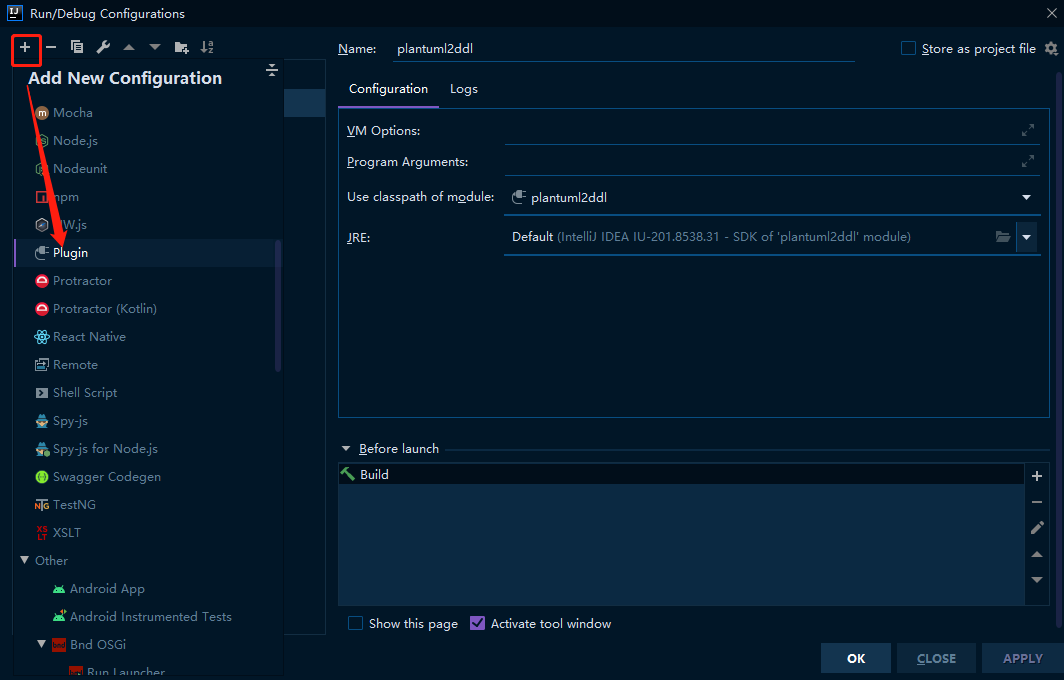 Run/Debug Configurations
Add New Configuration
Mocha
Node.js
Nodeunit
npm
NW.js
Plugin
Protractor
Protractor (Kotlin)
React Native
Remote
Shell Script
Spy-js
Spy-js for Node.js
Swagger Codegen
TestNG
XSLT
Other
Android App
Android Instrumented Tests
Bnd OSGi
Run Launcher
Name: plantuml2ddl
Store as project file
Configuration Logs
VM Options:
Program Arguments:
Use classpath of module: plantuml2ddl
JRE: Default (IntelliJ IDEA IU-201.8538.31 - SDK of 'plantuml2ddl' module)
Before launch
Build
Show this page Activate tool window
OK CLOSE APPLY